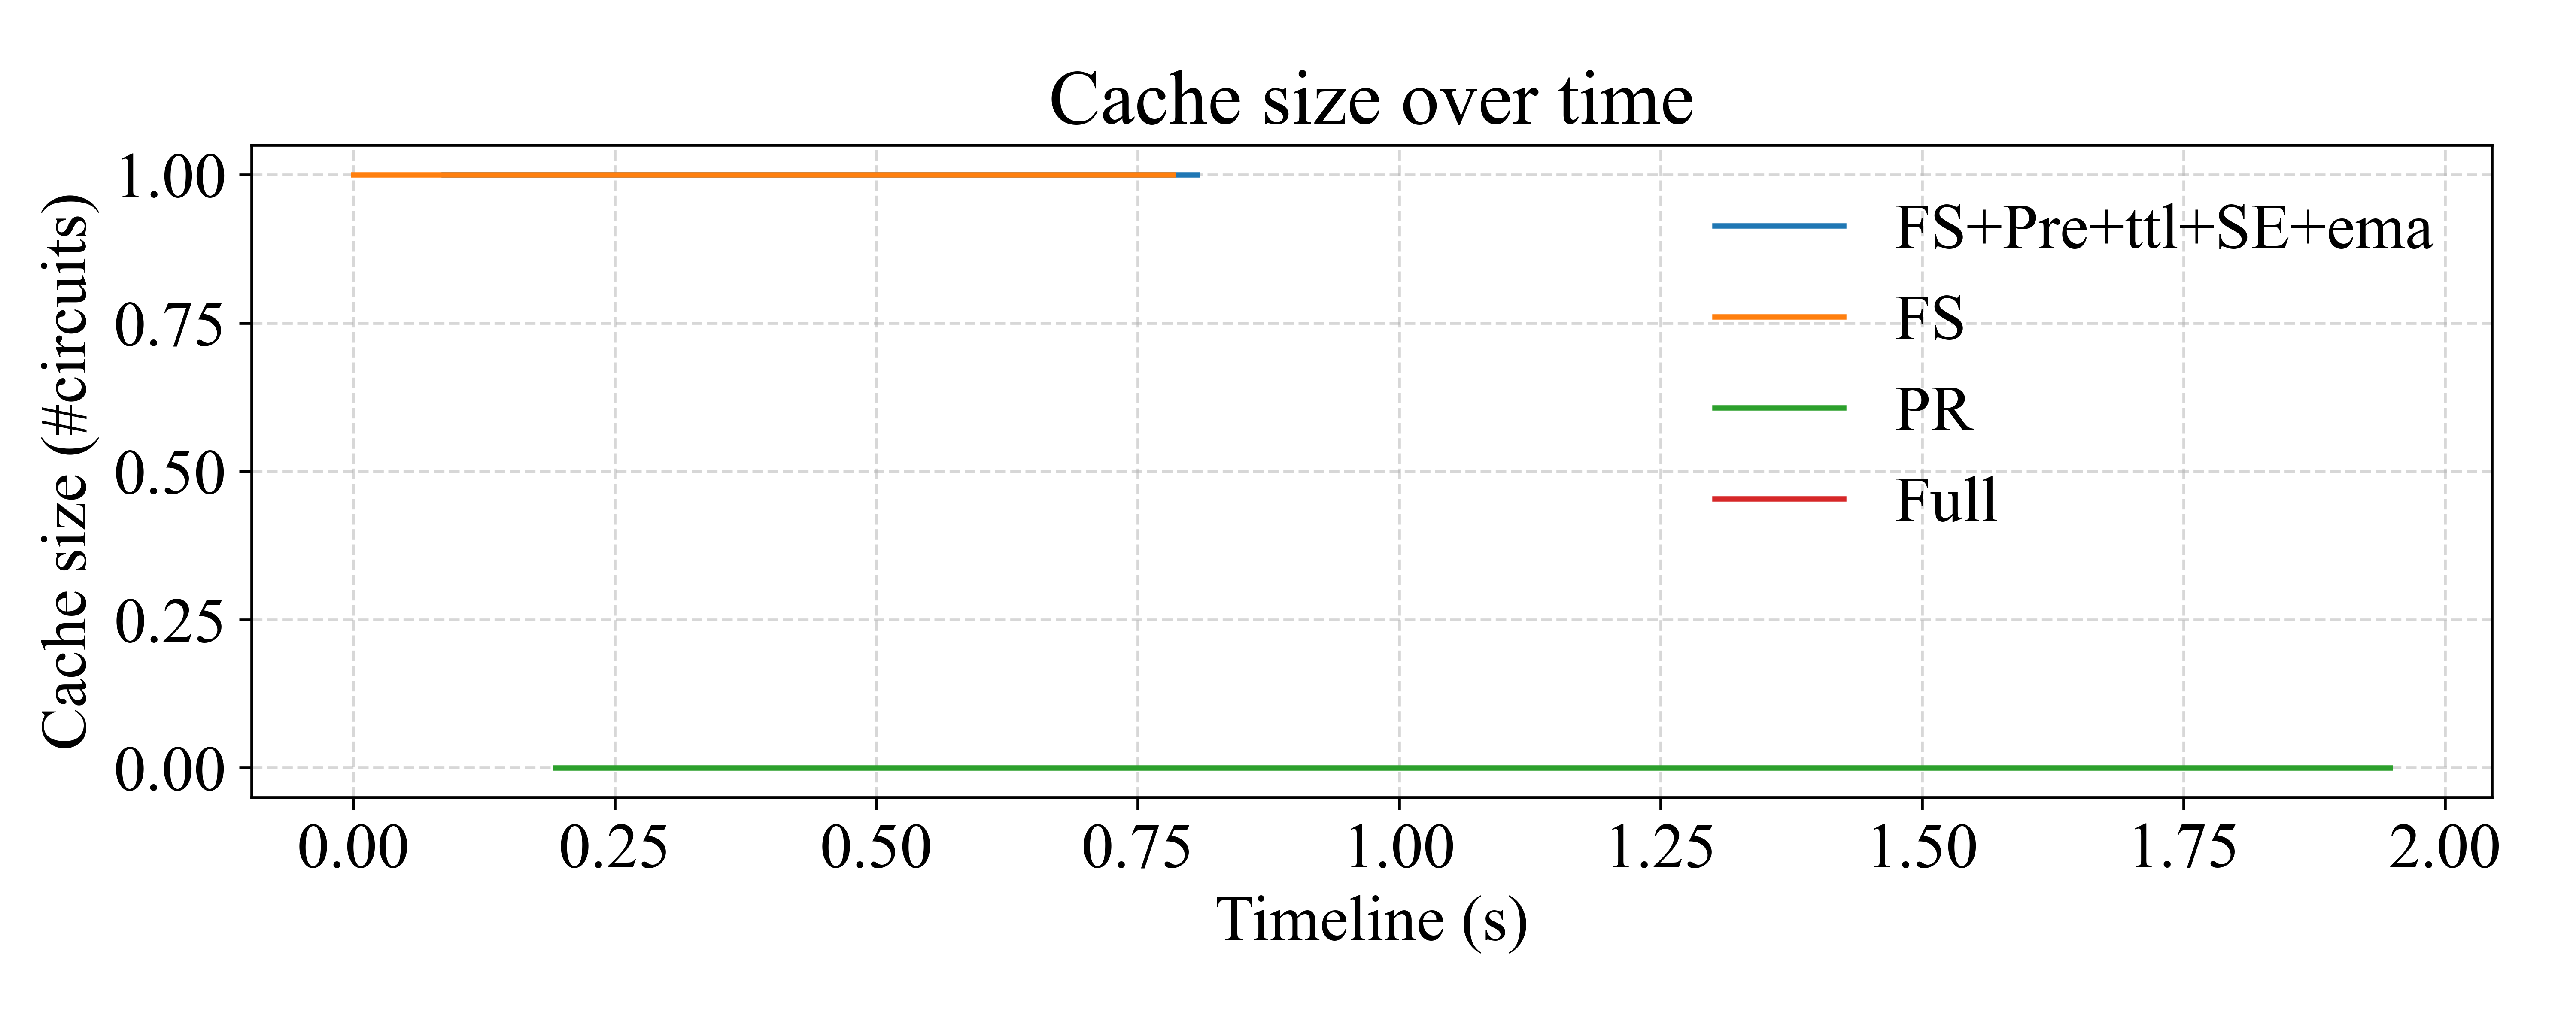 Cache size over time
Cache size (#circuits)
1.00
0.75
0.50
0.25
0.00
FS+Pre+ttl+SE+ema
FS
PR
Full
0.00 0.25 0.50 0.75 1.00 1.25 1.50 1.75 2.00
Timeline (s)